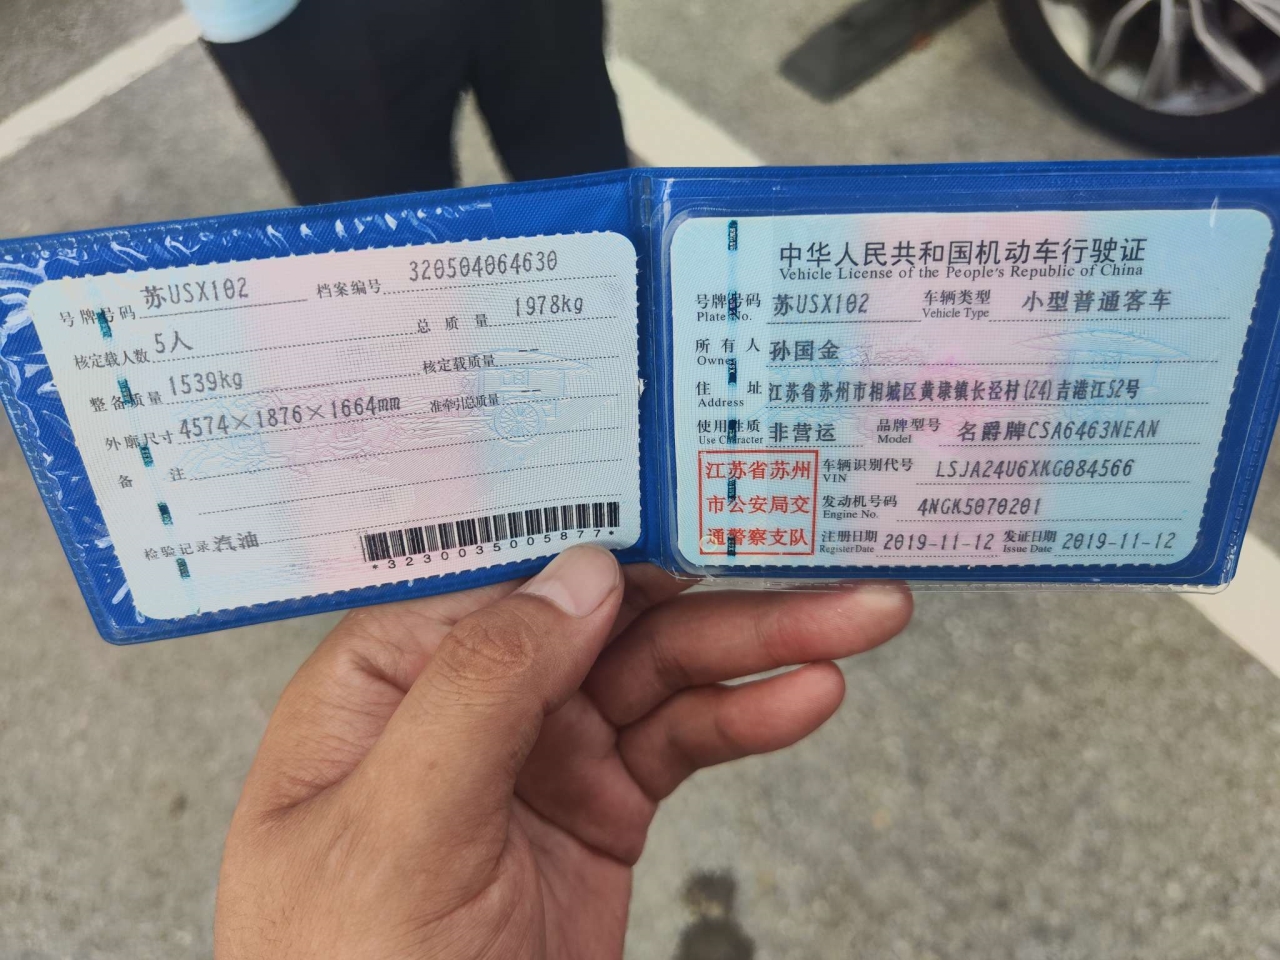 号牌号码 苏USX102 档案编号 320504064630
核定载人数 5人 总质量 1978kg
整备质量 1539kg 核定载质量 --
外廓尺寸 4574×1876×1664mm 准牵引总质量 --
备注
检验记录 汽油
*3230035005877*
中华人民共和国机动车行驶证
Vehicle License of the People's Republic of China
号牌号码 苏USX102 车辆类型 小型普通客车
Plate No. Vehicle Type
所有人 孙国金
Owner
住址 江苏省苏州市相城区黄埭镇长泾村(24)吉港江52号
Address
使用性质 非营运 品牌型号 名爵牌CSA6463NEAN
Use Character Model
江苏省苏州
市公安局交
通警察支队
车辆识别代号 LSJA24U6XKG084566
VIN
发动机号码 4NGK5070201
Engine No.
注册日期 2019-11-12 发证日期 2019-11-12
Register Date Issue Date